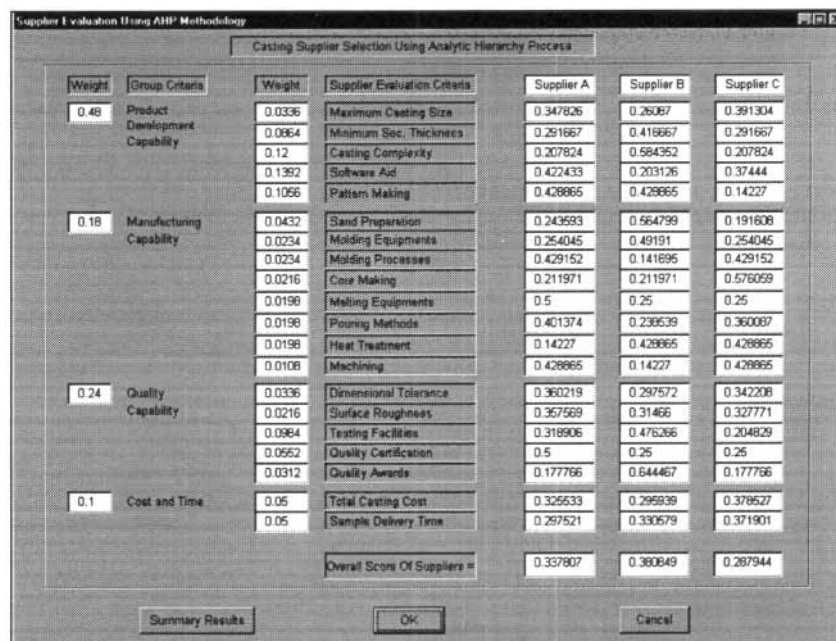 Supplier Evaluation Using AHP Methodology
Casting Supplier Selection Using Analytic Hierarchy Process
Weight Group Criteria Weight Supplier Evaluation Criteria Supplier A Supplier B Supplier C
0.48 Product Development Capability 0.0336 Maximum Casting Size 0.347826 0.26087 0.391304
0.0864 Minimum Sec. Thickness 0.291667 0.416667 0.291667
0.12 Casting Complexity 0.207824 0.584352 0.207824
0.1392 Software Aid 0.422433 0.203126 0.37444
0.1056 Pattern Making 0.428865 0.428865 0.14227
0.18 Manufacturing Capability 0.0432 Sand Preparation 0.243593 0.564799 0.191608
0.0234 Molding Equipments 0.254045 0.49191 0.254045
0.0234 Molding Processes 0.429152 0.141695 0.429152
0.0216 Core Making 0.211971 0.211971 0.576059
0.0198 Melting Equipments 0.5 0.25 0.25
0.0198 Pouring Methods 0.401374 0.238539 0.360087
0.0198 Heat Treatment 0.14227 0.428865 0.428865
0.0108 Machining 0.428865 0.14227 0.428865
0.24 Quality Capability 0.0336 Dimensional Tolerance 0.360219 0.297572 0.342208
0.0216 Surface Roughness 0.357569 0.31466 0.327771
0.0984 Testing Facilities 0.318906 0.476266 0.204829
0.0552 Quality Certification 0.5 0.25 0.25
0.0312 Quality Awards 0.177766 0.644467 0.177766
0.1 Cost and Time 0.05 Total Casting Cost 0.325533 0.295939 0.378527
0.05 Sample Delivery Time 0.297521 0.330579 0.371901
Overall Score Of Suppliers = 0.337807 0.380849 0.287944
Summary Results OK Cancel